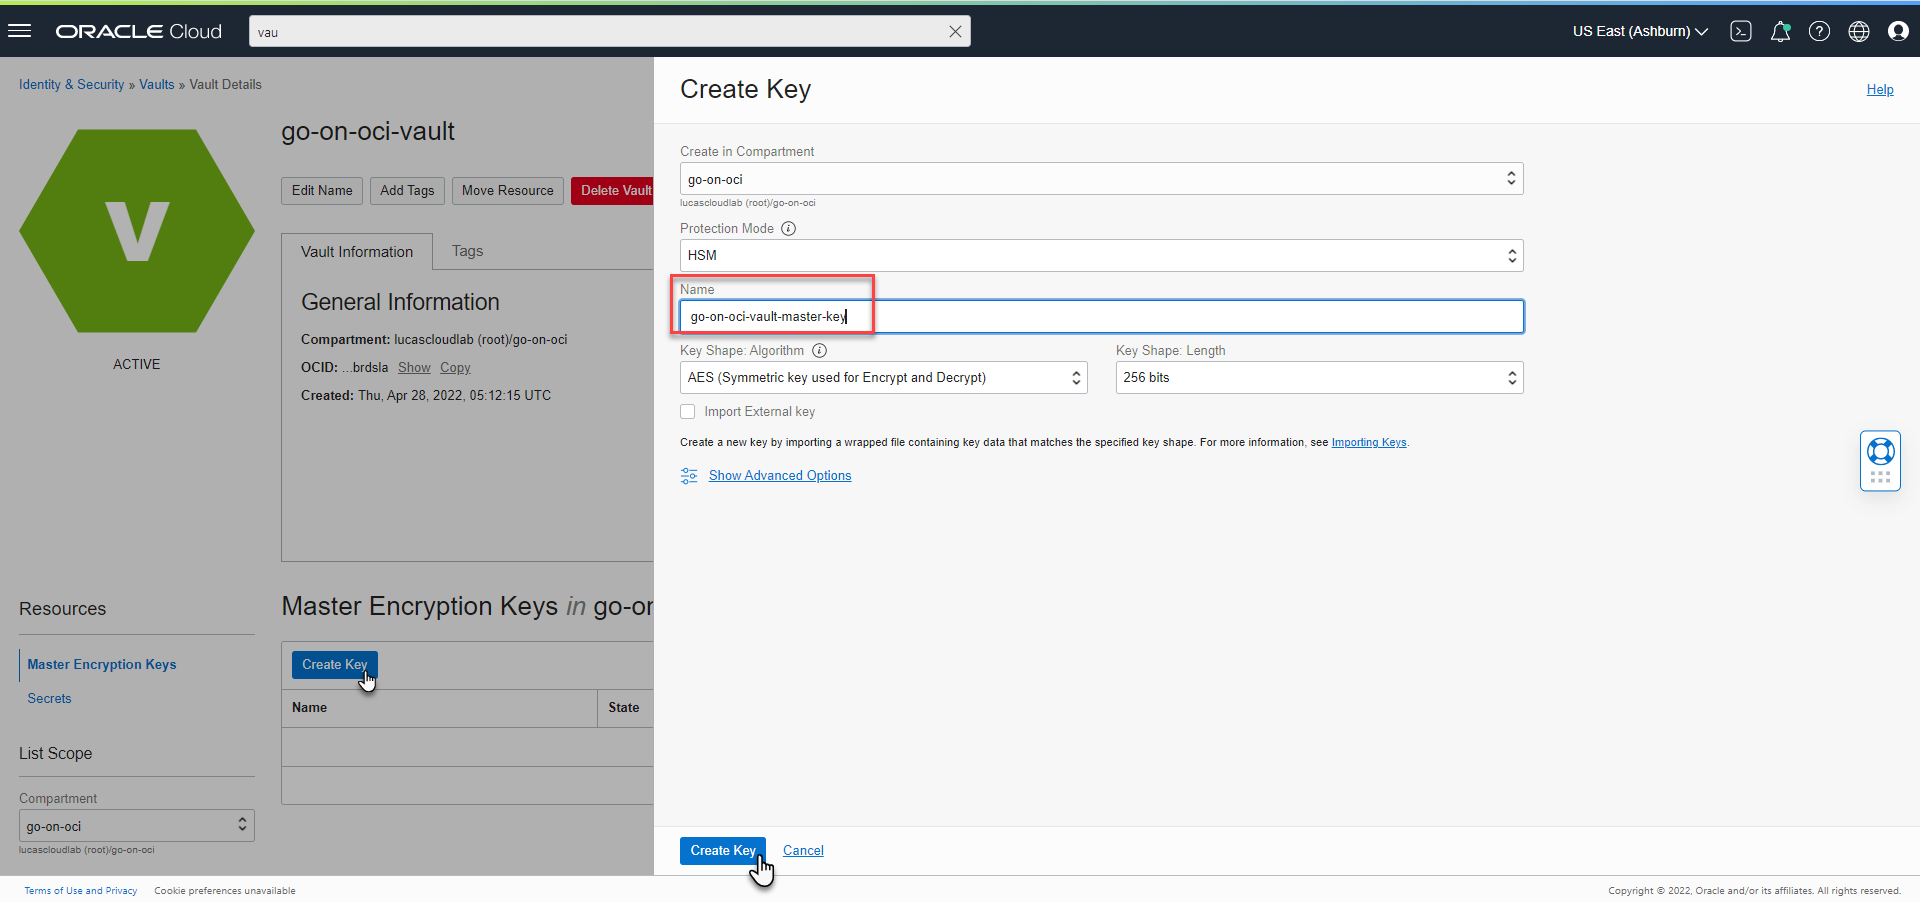 ORACLE Cloud
vau
US East (Ashburn)
Identity & Security » Vaults » Vault Details
V
ACTIVE
go-on-oci-vault
Edit Name
Add Tags
Move Resource
Delete Vault
Vault Information
Tags
General Information
Compartment: lucascloudlab (root)/go-on-oci
OCID: ...brdsla Show Copy
Created: Thu, Apr 28, 2022, 05:12:15 UTC
Resources
Master Encryption Keys
Secrets
List Scope
Compartment
go-on-oci
lucascloudlab (root)/go-on-oci
Master Encryption Keys in go-or
Create Key
Name
State
Create Key
Help
Create in Compartment
go-on-oci
lucascloudlab (root)/go-on-oci
Protection Mode
HSM
Name
go-on-oci-vault-master-key
Key Shape: Algorithm
Key Shape: Length
AES (Symmetric key used for Encrypt and Decrypt)
256 bits
Import External key
Create a new key by importing a wrapped file containing key data that matches the specified key shape. For more information, see Importing Keys.
Show Advanced Options
Create Key
Cancel
Terms of Use and Privacy
Cookie preferences unavailable
Copyright © 2022, Oracle and/or its affiliates. All rights reserved.